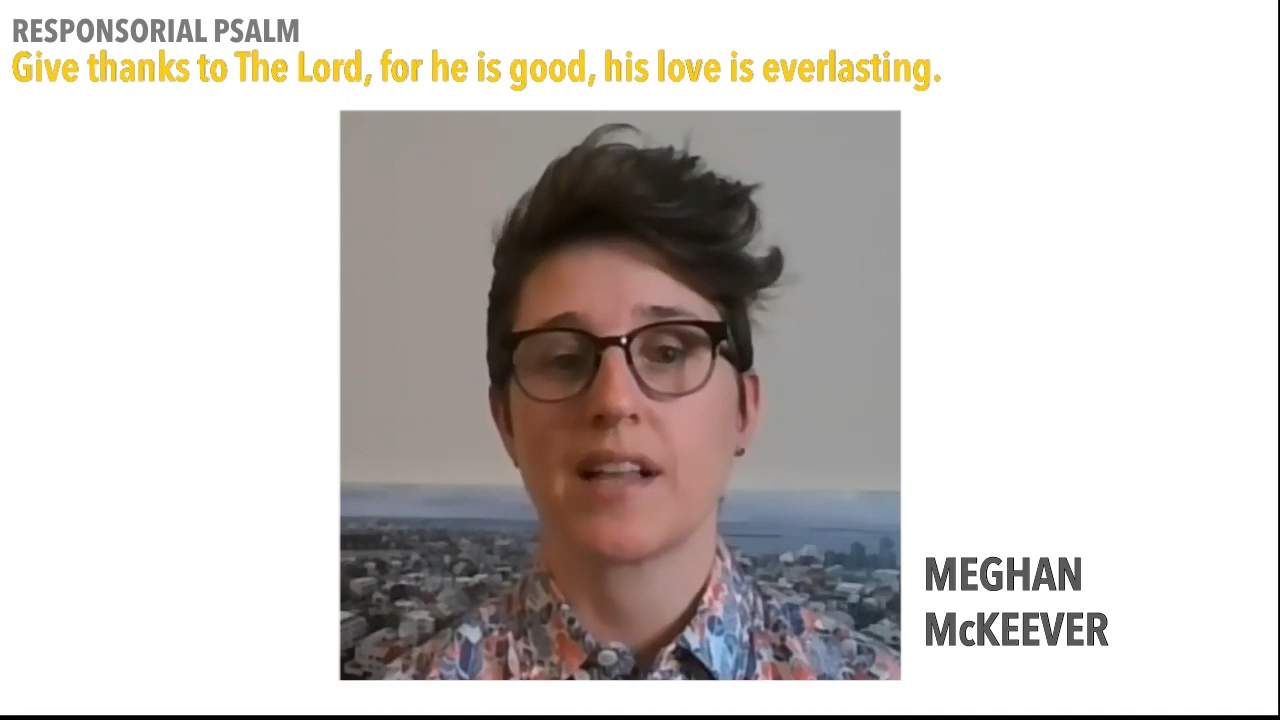 RESPONSORIAL PSALM
Give thanks to The Lord, for he is good, his love is everlasting.
MEGHAN
McKEEVER